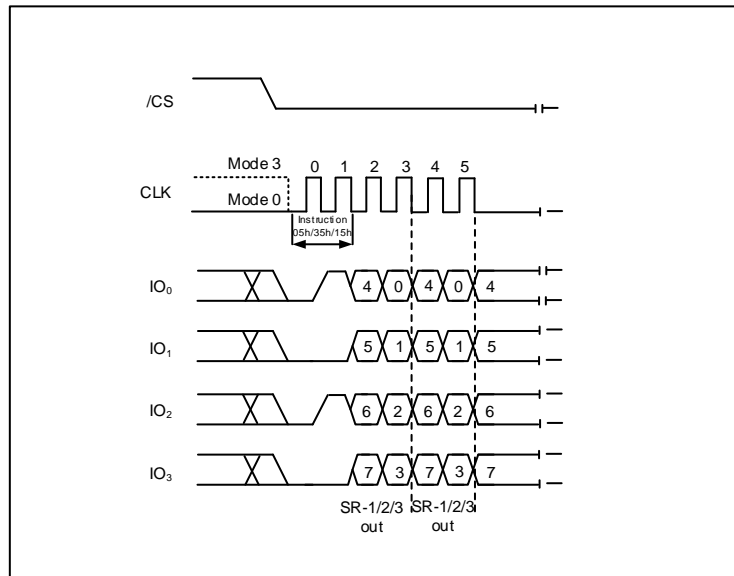 /CS
Mode 3
0 1 2 3 4 5
CLK
Mode 0
Instruction
05h/35h/15h
IO₀ 4 0 4 0 4
IO₁ 5 1 5 1 5
IO₂ 6 2 6 2 6
IO₃ 7 3 7 3 7
SR-1/2/3 SR-1/2/3
out out